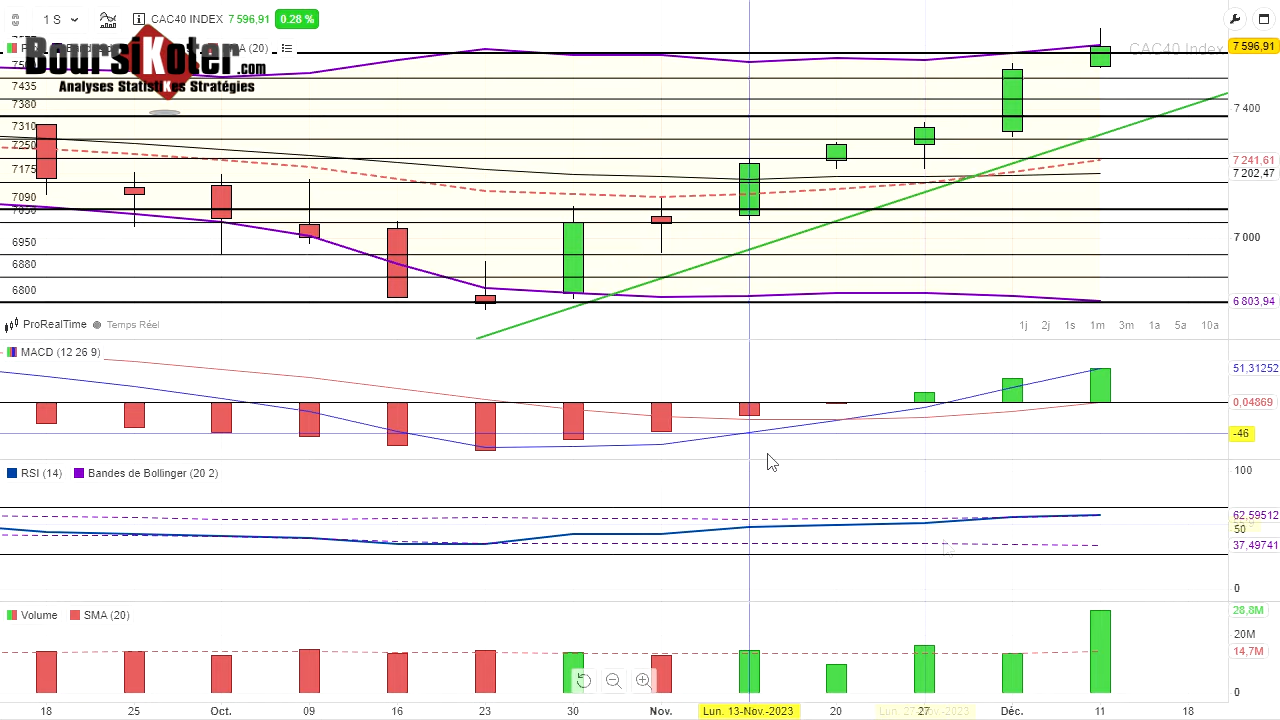 1 S
CAC40 INDEX 7 596,91 0.28 %
(20)
BoursiKoter.com
Analyses StatistiKes Stratégies
CAC40 Index
7 596,91
7435
7380
7310
7250
7175
7090
7030
6950
6880
6800
7 400
7 241,61
7 202,47
7 000
6 803,94
ProRealTime Temps Réel
1j 2j 1s 1m 3m 1a 5a 10a
MACD (12 26 9)
51,31252
0,04869
-46
RSI (14) Bandes de Bollinger (20 2)
100
62,59512
50
37,49741
0
Volume SMA (20)
28,8M
20M
14,7M
0
18 25 Oct. 09 16 23 30 Nov. Lun. 13-Nov.-2023 20 27 Déc. 11 18